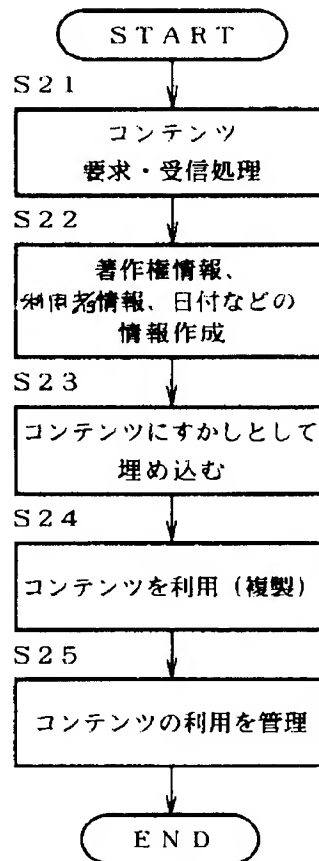 START
S21
コンテンツ
要求・受信処理
S22
著作権情報、
利用者情報、日付などの
情報作成
S23
コンテンツにすかしとして
埋め込む
S24
コンテンツを利用（複製）
S25
コンテンツの利用を管理
END